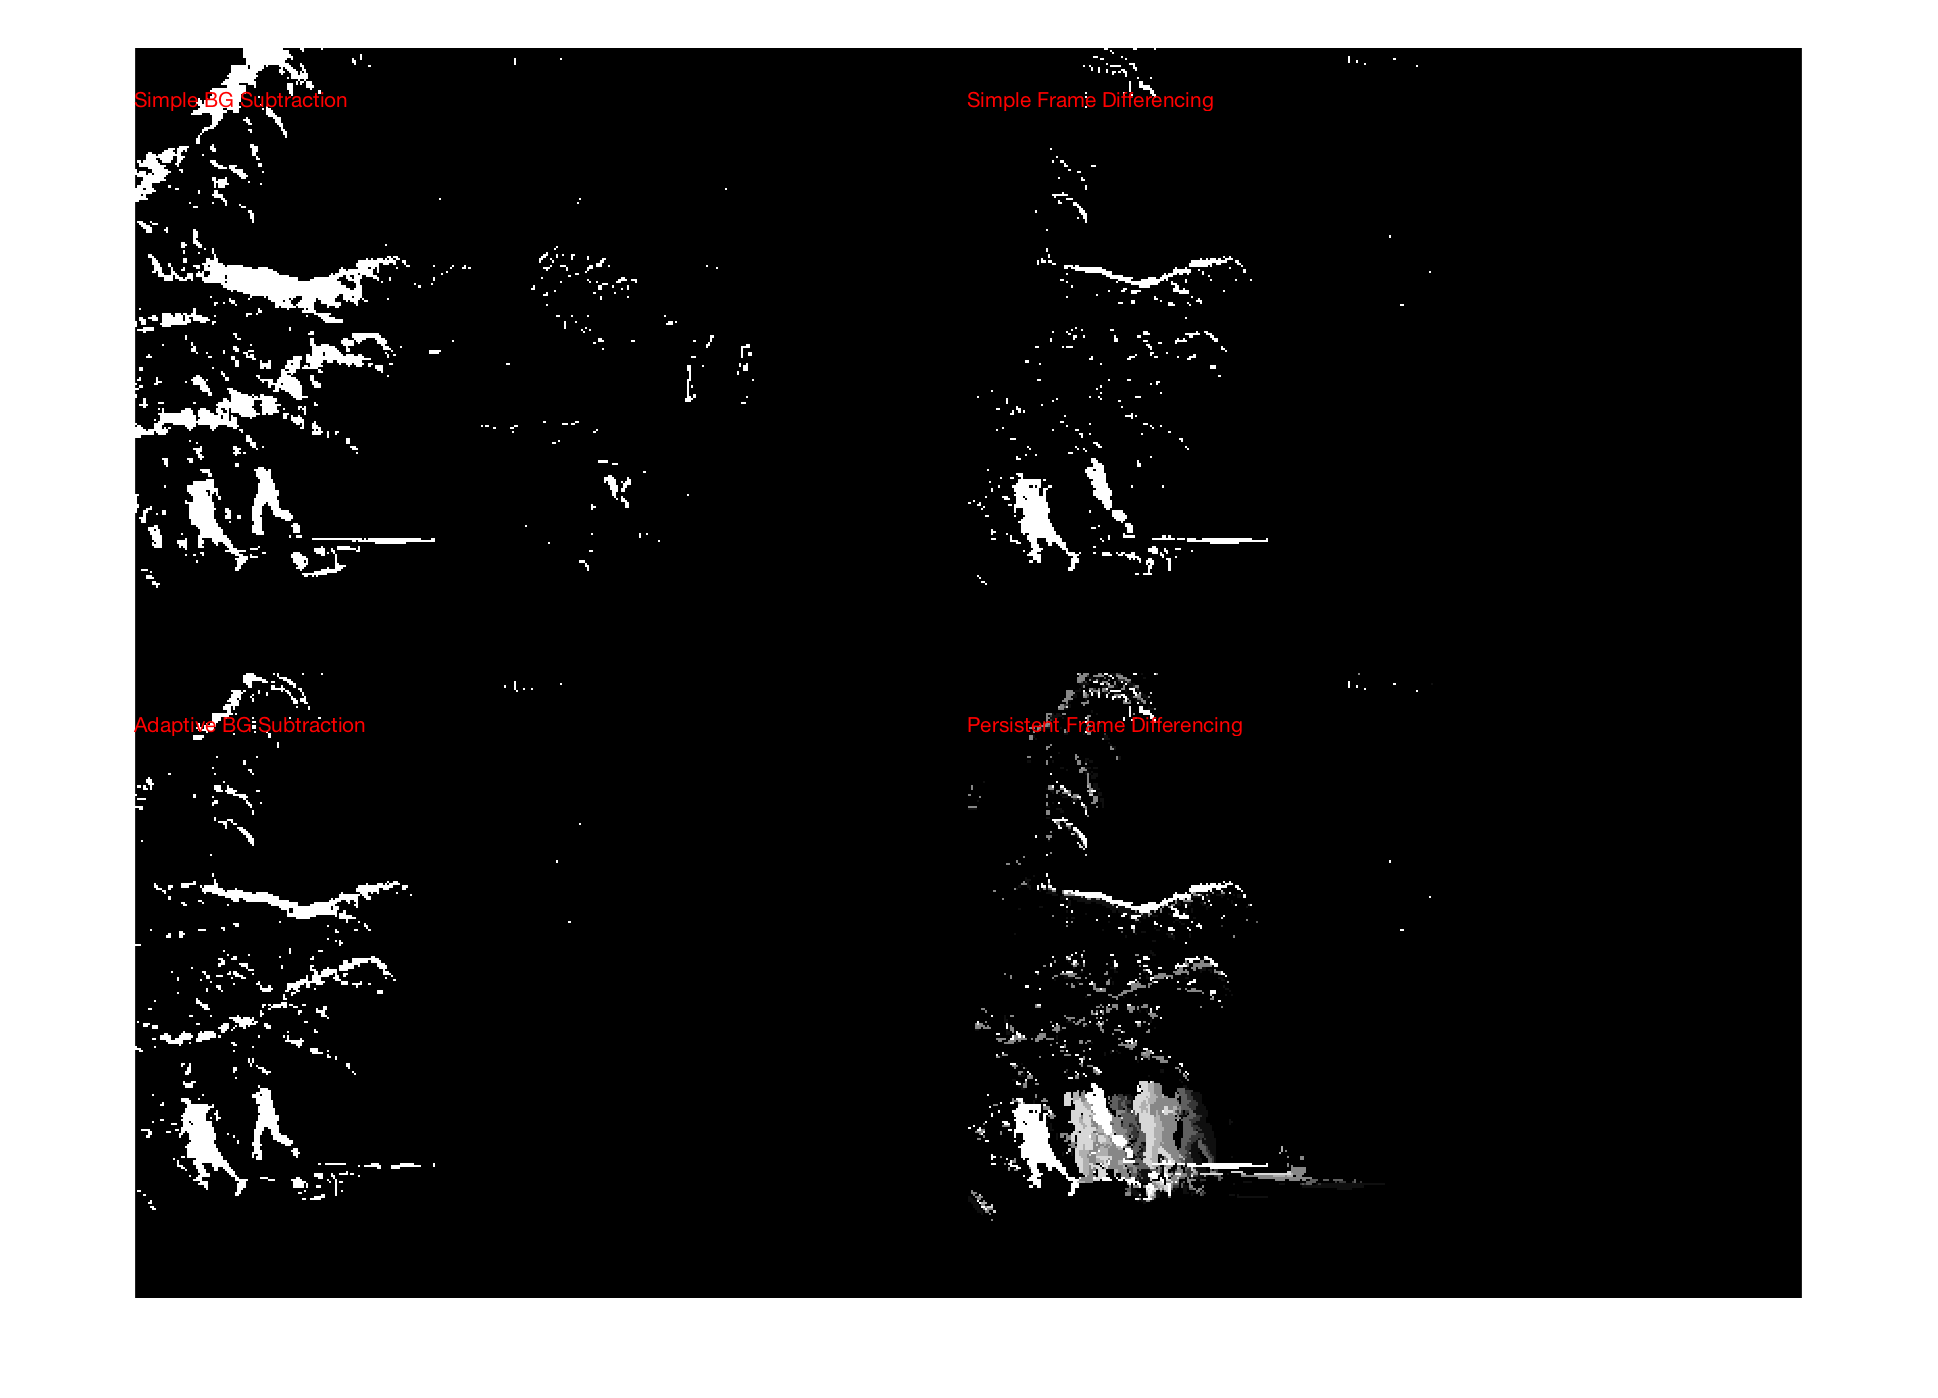 Simple BG Subtraction
Simple Frame Differencing
Adaptive BG Subtraction
Persistent Frame Differencing